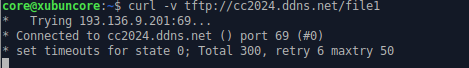 core@xubuncore:~$ curl -v tftp://cc2024.ddns.net/file1
*   Trying 193.136.9.201:69...
* Connected to cc2024.ddns.net () port 69 (#0)
* set timeouts for state 0; Total 300, retry 6 maxtry 50